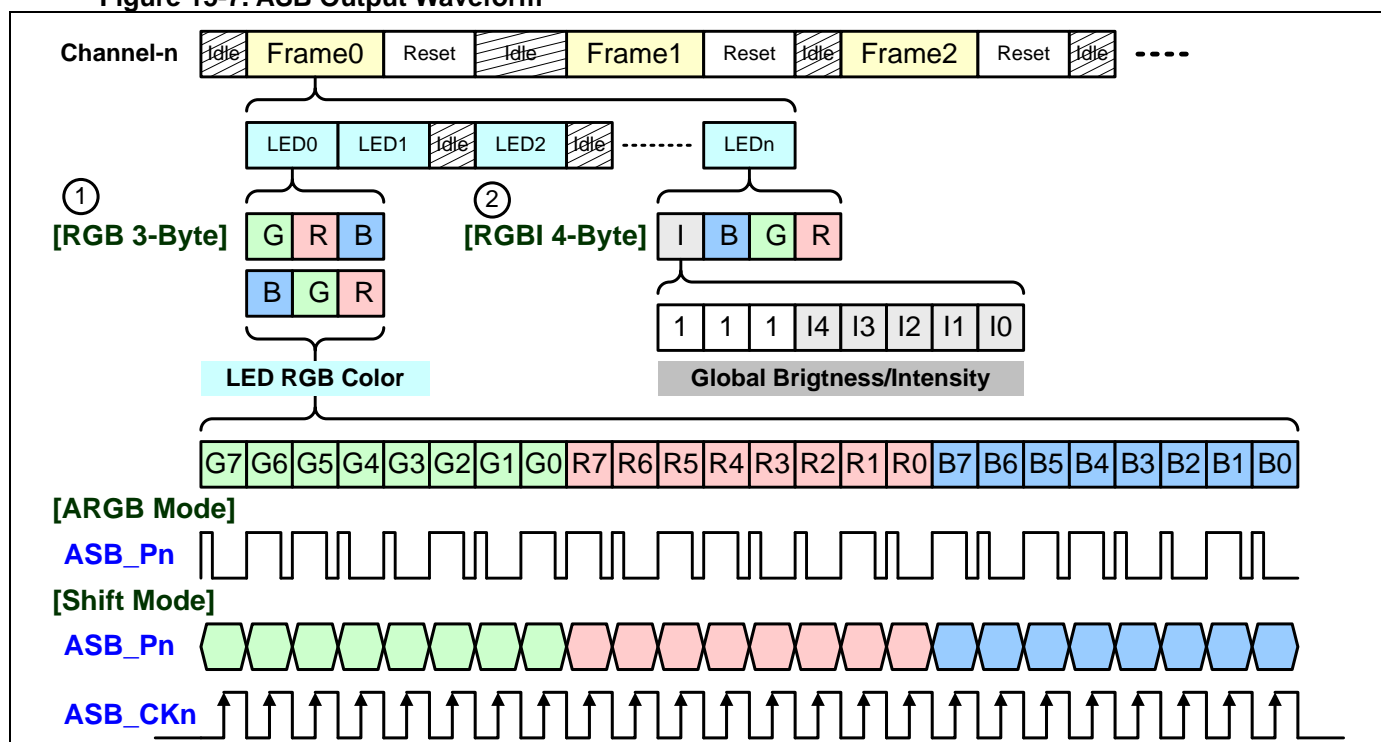 Figure 15-7. ASB Output Waveform
Channel-n Idle Frame0 Reset Idle Frame1 Reset Idle Frame2 Reset Idle
LED0 LED1 Idle LED2 Idle LEDn
1 2
[RGB 3-Byte] G R B [RGBI 4-Byte] I B G R
B G R
1 1 1 I4 I3 I2 I1 I0
LED RGB Color Global Brigtness/Intensity
G7 G6 G5 G4 G3 G2 G1 G0 R7 R6 R5 R4 R3 R2 R1 R0 B7 B6 B5 B4 B3 B2 B1 B0
[ARGB Mode]
ASB_Pn
[Shift Mode]
ASB_Pn
ASB_CKn